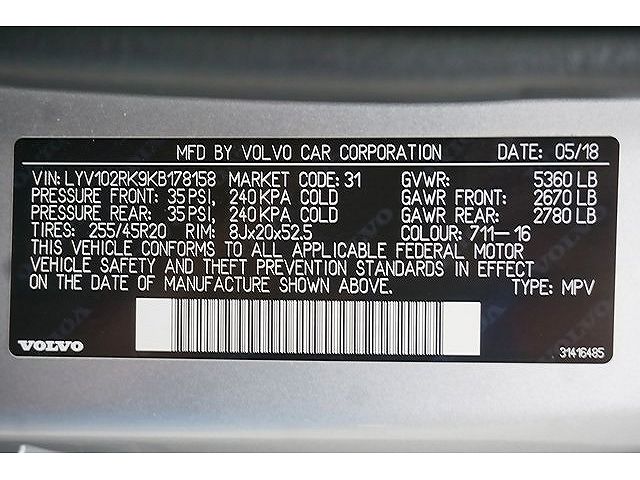 MFD BY VOLVO CAR CORPORATION DATE: 05/18
VIN: LYV102RK9KB178158 MARKET CODE: 31 GVWR: 5360 LB
PRESSURE FRONT: 35 PSI, 240 KPA COLD GAWR FRONT: 2670 LB
PRESSURE REAR: 35 PSI, 240 KPA COLD GAWR REAR: 2780 LB
TIRES: 255/45R20 RIM: 8Jx20x52.5 COLOUR: 711-16
THIS VEHICLE CONFORMS TO ALL APPLICABLE FEDERAL MOTOR
VEHICLE SAFETY AND THEFT PREVENTION STANDARDS IN EFFECT
ON THE DATE OF MANUFACTURE SHOWN ABOVE. TYPE: MPV
VOLVO 31416485